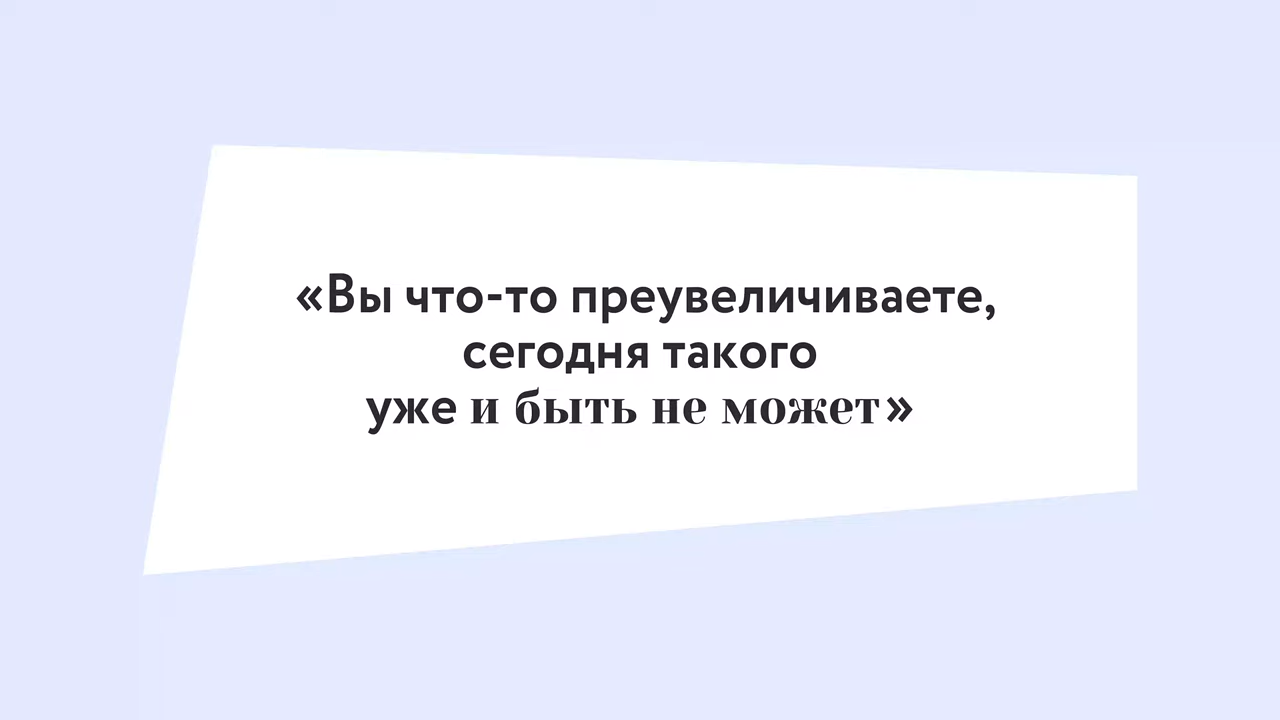 «Вы что-то преувеличиваете,
сегодня такого
уже и быть не может»